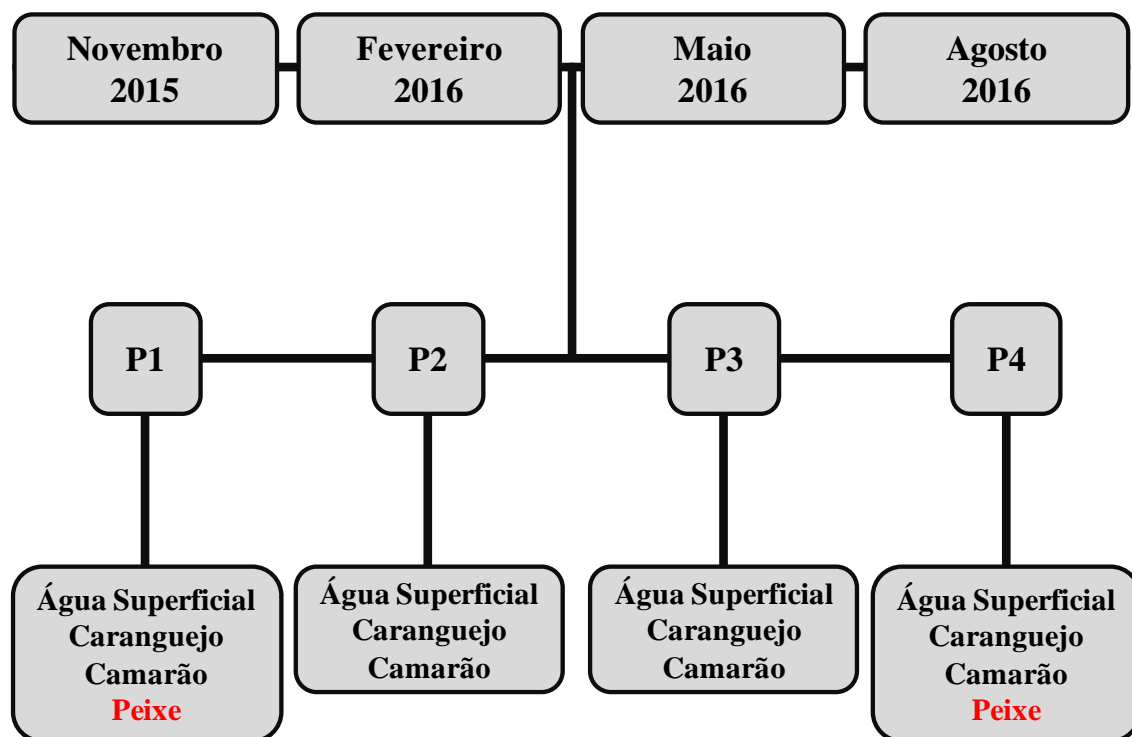 Novembro
2015
Fevereiro
2016
Maio
2016
Agosto
2016
P1
P2
P3
P4
Água Superficial
Caranguejo
Camarão
Peixe
Água Superficial
Caranguejo
Camarão
Água Superficial
Caranguejo
Camarão
Água Superficial
Caranguejo
Camarão
Peixe